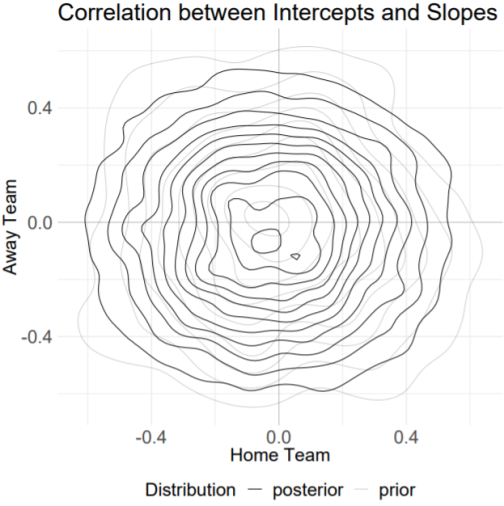 Correlation between Intercepts and Slopes
0.4
0.0
-0.4
Away Team
-0.4 0.0 0.4
Home Team
Distribution posterior prior